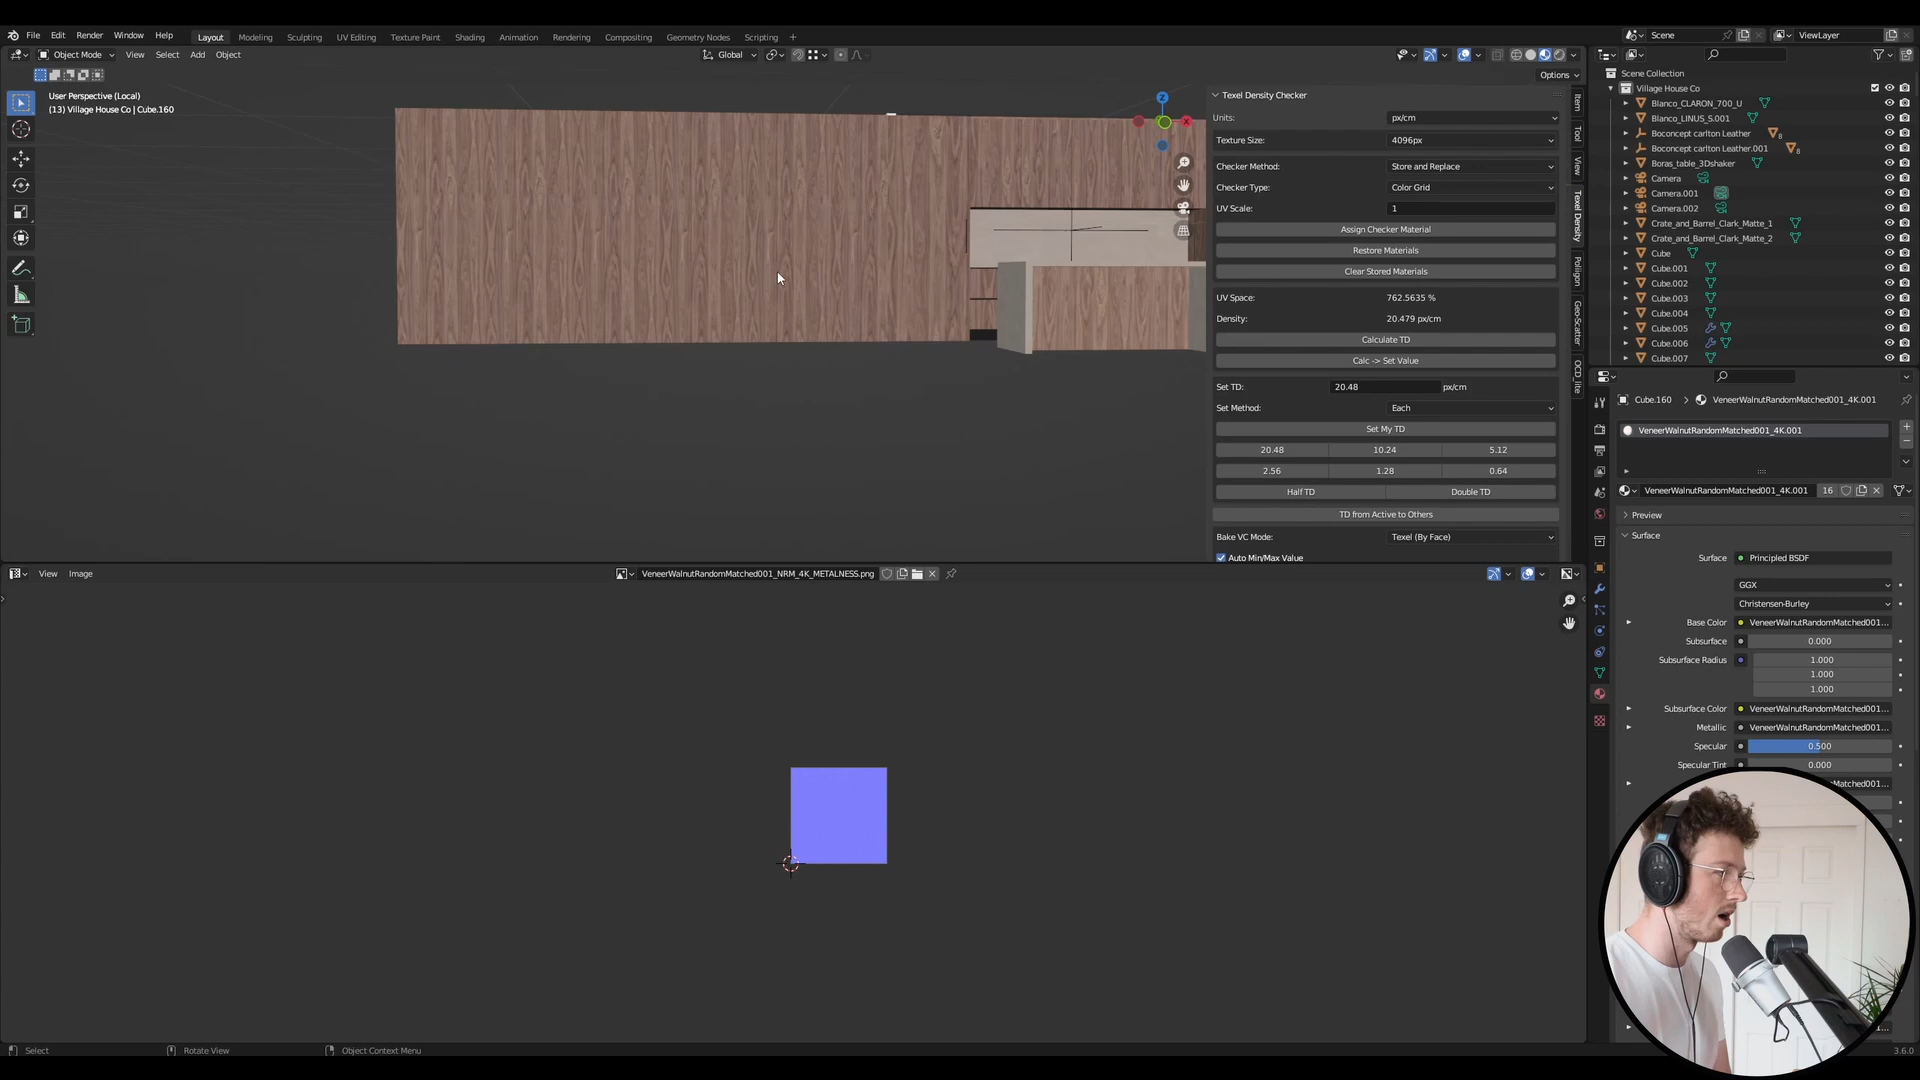 File Edit Render Window Help Layout Modeling Sculpting UV Editing Texture Paint Shading Animation Rendering Compositing Geometry Nodes Scripting + Scene ViewLayer
Object Mode View Select Add Object Global
Options
User Perspective (Local)
(13) Village House Co | Cube.160
Z
X
Texel Density Checker
Units: px/cm
Texture Size: 4096px
Checker Method: Store and Replace
Checker Type: Color Grid
UV Scale: 1
Assign Checker Material
Restore Materials
Clear Stored Materials
UV Space: 762.5635 %
Density: 20.479 px/cm
Calculate TD
Calc -> Set Value
Set TD: 20.48 px/cm
Set Method: Each
Set My TD
20.48 10.24 5.12
2.56 1.28 0.64
Half TD Double TD
TD from Active to Others
Bake VC Mode: Texel (By Face)
Auto Min/Max Value
Item
Tool
View
Texel Density
Poliigon
Geo-Scatter
OCD_lite
Scene Collection
Village House Co
Blanco_CLARON_700_U
Blanco_LINUS_S.001
Boconcept carlton Leather 8
Boconcept carlton Leather.001 8
Boras_table_3Dshaker
Camera
Camera.001
Camera.002
Crate_and_Barrel_Clark_Matte_1
Crate_and_Barrel_Clark_Matte_2
Cube
Cube.001
Cube.002
Cube.003
Cube.004
Cube.005
Cube.006
Cube.007
Cube.160 > VeneerWalnutRandomMatched001_4K.001
VeneerWalnutRandomMatched001_4K.001
VeneerWalnutRandomMatched001_4K.001 16
Preview
Surface
Surface Principled BSDF
GGX
Christensen-Burley
Base Color VeneerWalnutRandomMatched001...
Subsurface 0.000
Subsurface Radius 1.000
1.000
1.000
Subsurface Color VeneerWalnutRandomMatched001...
Metallic VeneerWalnutRandomMatched001...
Specular 0.500
Specular Tint 0.000
View Image VeneerWalnutRandomMatched001_NRM_4K_METALNESS.png
Select Rotate View Object Context Menu 3.6.0